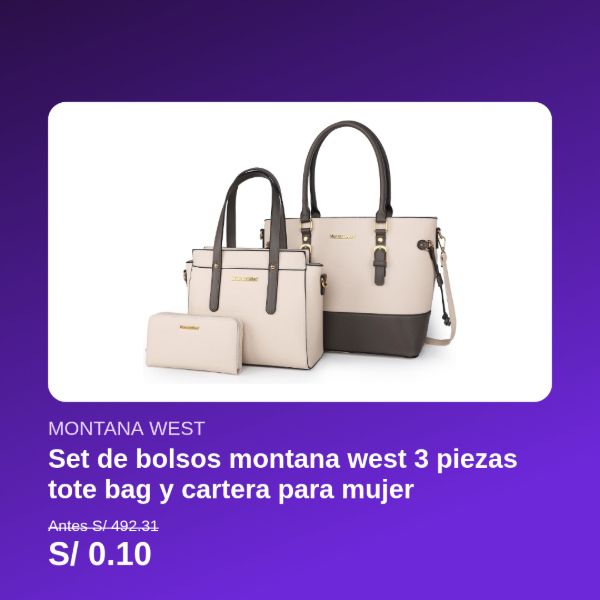 MONTANA WEST
Set de bolsos montana west 3 piezas
tote bag y cartera para mujer
Antes S/ 492.31
S/ 0.10